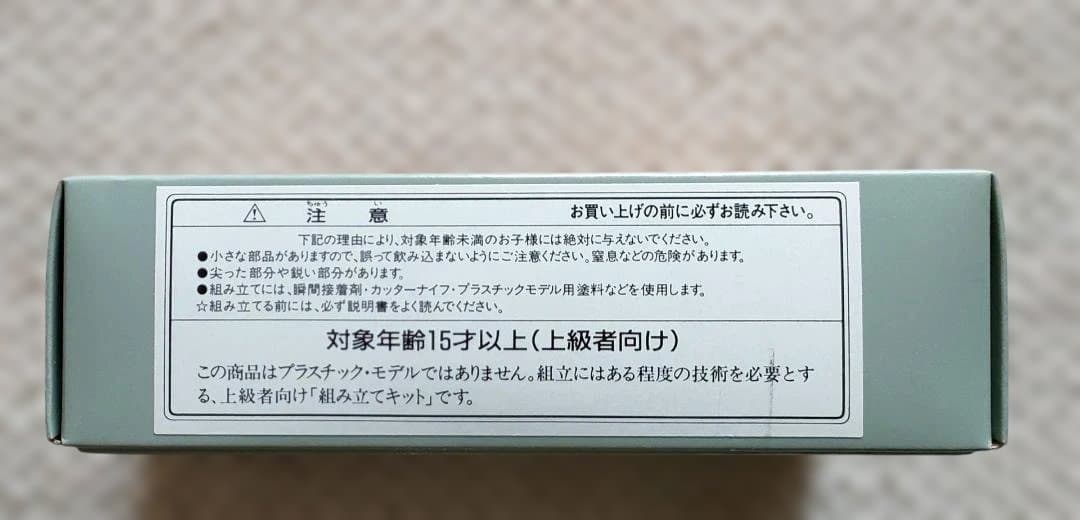 ⚠ 注意 お買い上げの前に必ずお読み下さい。
下記の理由により、対象年齢未満のお子様には絶対に与えないでください。
●小さな部品がありますので、誤って飲み込まないようにご注意ください。窒息などの危険があります。
●尖った部分や鋭い部分があります。
●組み立てには、瞬間接着剤・カッターナイフ・プラスチックモデル用塗料などを使用します。
☆組み立てる前には、必ず説明書をよく読んでください。
対象年齢15才以上(上級者向け)
この商品はプラスチック・モデルではありません。組立にはある程度の技術を必要とす
る、上級者向け「組み立てキット」です。